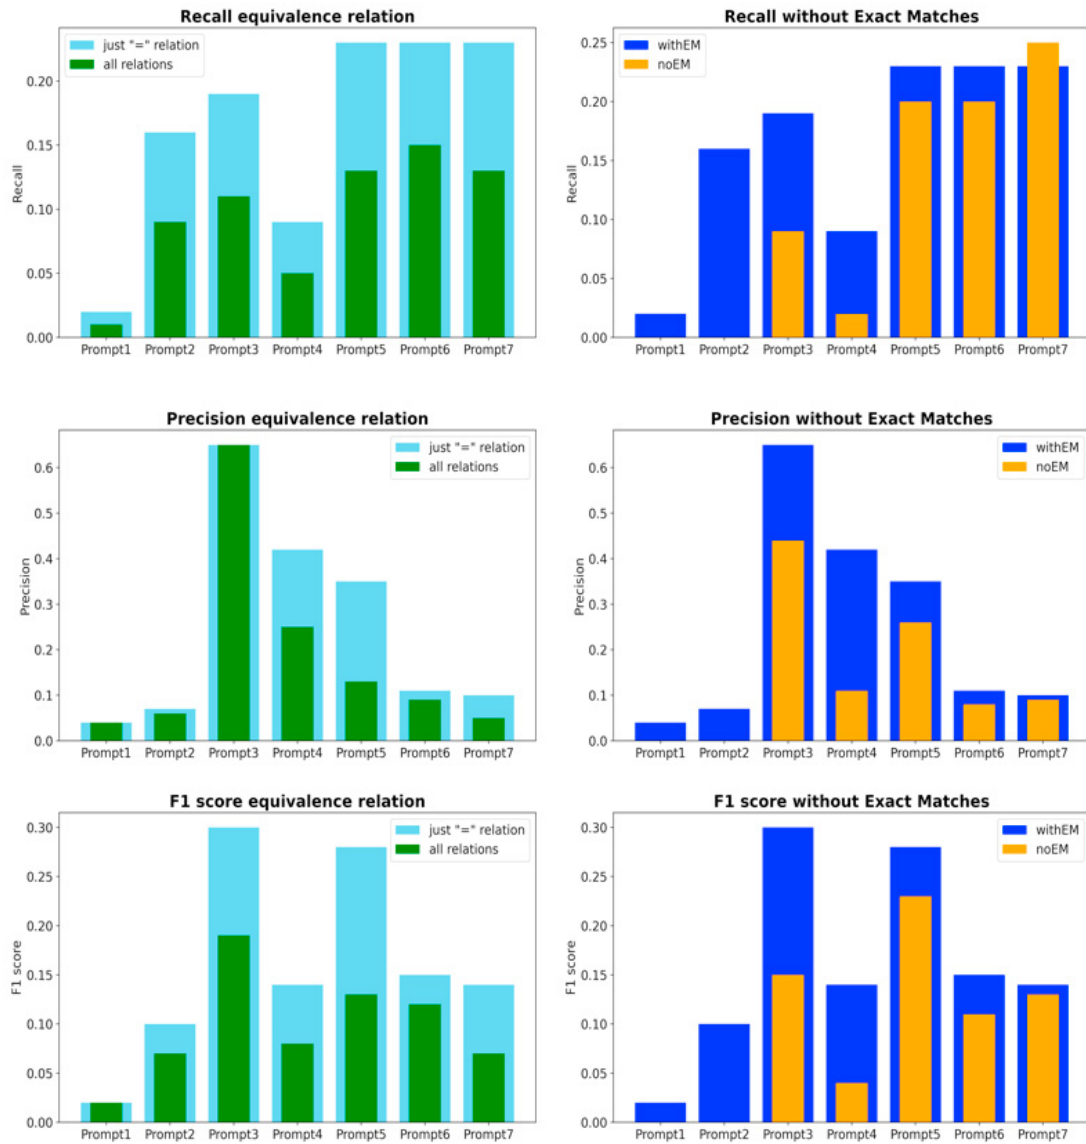 Recall equivalence relation
just "=" relation
all relations
Recall
0.20
0.15
0.10
0.05
0.00
Prompt1 Prompt2 Prompt3 Prompt4 Prompt5 Prompt6 Prompt7
Recall without Exact Matches
withEM
noEM
Recall
0.25
0.20
0.15
0.10
0.05
0.00
Prompt1 Prompt2 Prompt3 Prompt4 Prompt5 Prompt6 Prompt7
Precision equivalence relation
just "=" relation
all relations
Precision
0.6
0.5
0.4
0.3
0.2
0.1
0.0
Prompt1 Prompt2 Prompt3 Prompt4 Prompt5 Prompt6 Prompt7
Precision without Exact Matches
withEM
noEM
Precision
0.6
0.5
0.4
0.3
0.2
0.1
0.0
Prompt1 Prompt2 Prompt3 Prompt4 Prompt5 Prompt6 Prompt7
F1 score equivalence relation
just "=" relation
all relations
F1 score
0.30
0.25
0.20
0.15
0.10
0.05
0.00
Prompt1 Prompt2 Prompt3 Prompt4 Prompt5 Prompt6 Prompt7
F1 score without Exact Matches
withEM
noEM
F1 score
0.30
0.25
0.20
0.15
0.10
0.05
0.00
Prompt1 Prompt2 Prompt3 Prompt4 Prompt5 Prompt6 Prompt7